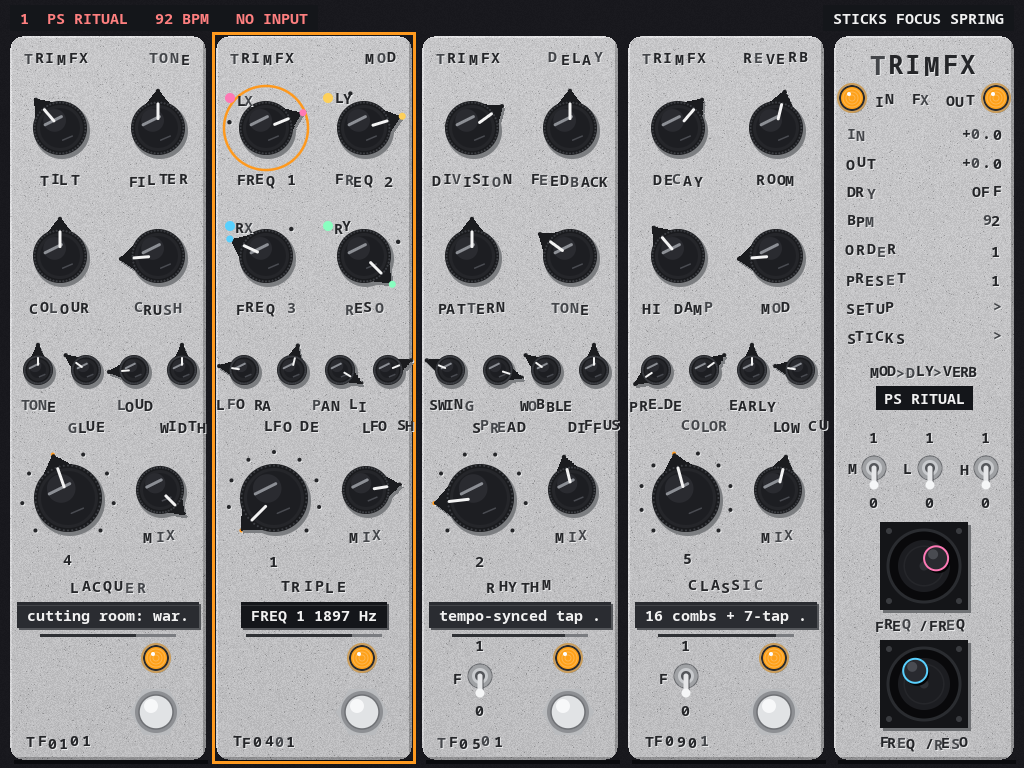 1 PS RITUAL 92 BPM NO INPUT
STICKS FOCUS SPRING
TRIMFX TONE
TILT FILTER
COLOUR CRUSH
TONE LOUD
GLUE WIDTH
MIX
4
LACQUER
cutting room: war.
TF0101
TRIMFX MOD
LX LY
FREQ 1 FREQ 2
RX RY
FREQ 3 RESO
LFO RA PAN LI
LFO DE LFO SH
MIX
1
TRIPLE
FREQ 1 1897 Hz
TF0401
TRIMFX DELAY
DIVISION FEEDBACK
PATTERN TONE
SWING WOBBLE
SPREAD DIFFUS
MIX
2
RHYTHM
tempo-synced tap .
1
F
0
TF0501
TRIMFX REVERB
DECAY ROOM
HI DAMP MOD
PRE-DE EARLY
COLOR LOW CU
MIX
5
CLASSIC
16 combs + 7-tap .
1
F
0
TF0901
TRIMFX
IN FX OUT
IN +0.0
OUT +0.0
DRY OFF
BPM 92
ORDER 1
PRESET 1
SETUP >
STICKS >
MOD>DLY>VERB
PS RITUAL
1 1 1
M L H
0 0 0
FREQ /FREQ
FREQ /RESO